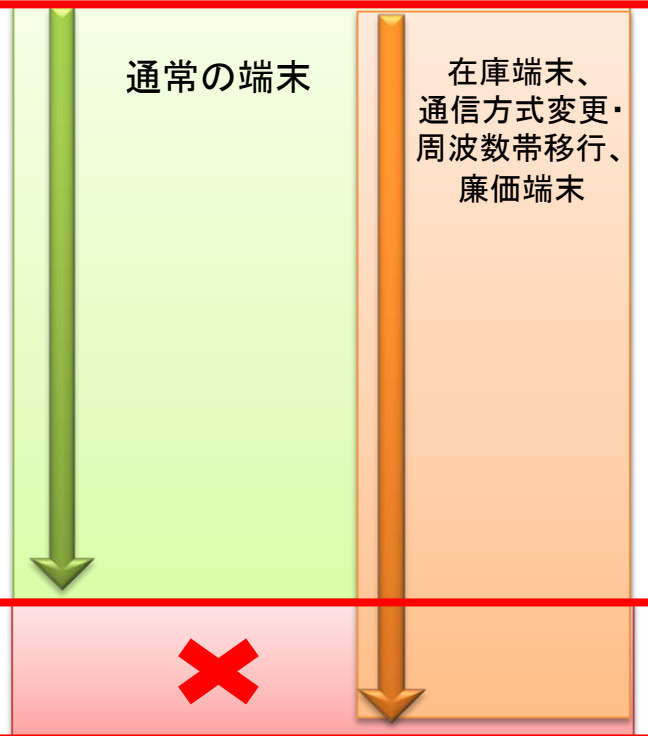 通常の端末
在庫端末、
通信方式変更・
周波数帯移行、
廉価端末